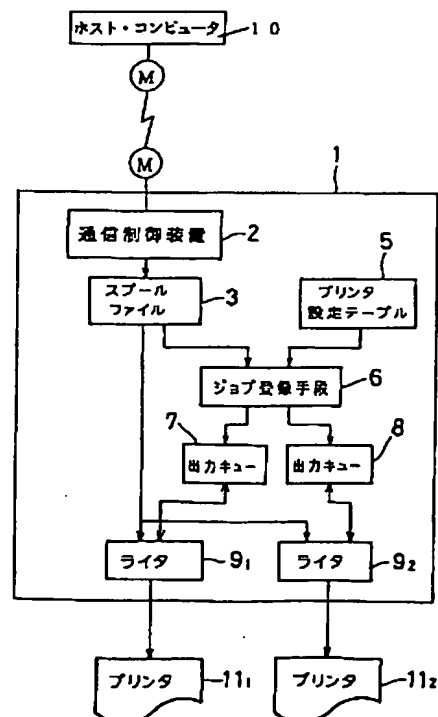 ホスト・コンピュータ
10
M
M
1
通信制御装置
2
5
スプール
ファイル
3
プリンタ
設定テーブル
ジョブ登録手段
6
7
8
出力キュー
出力キュー
ライタ
9₁
ライタ
9₂
プリンタ
11₁
プリンタ
11₂